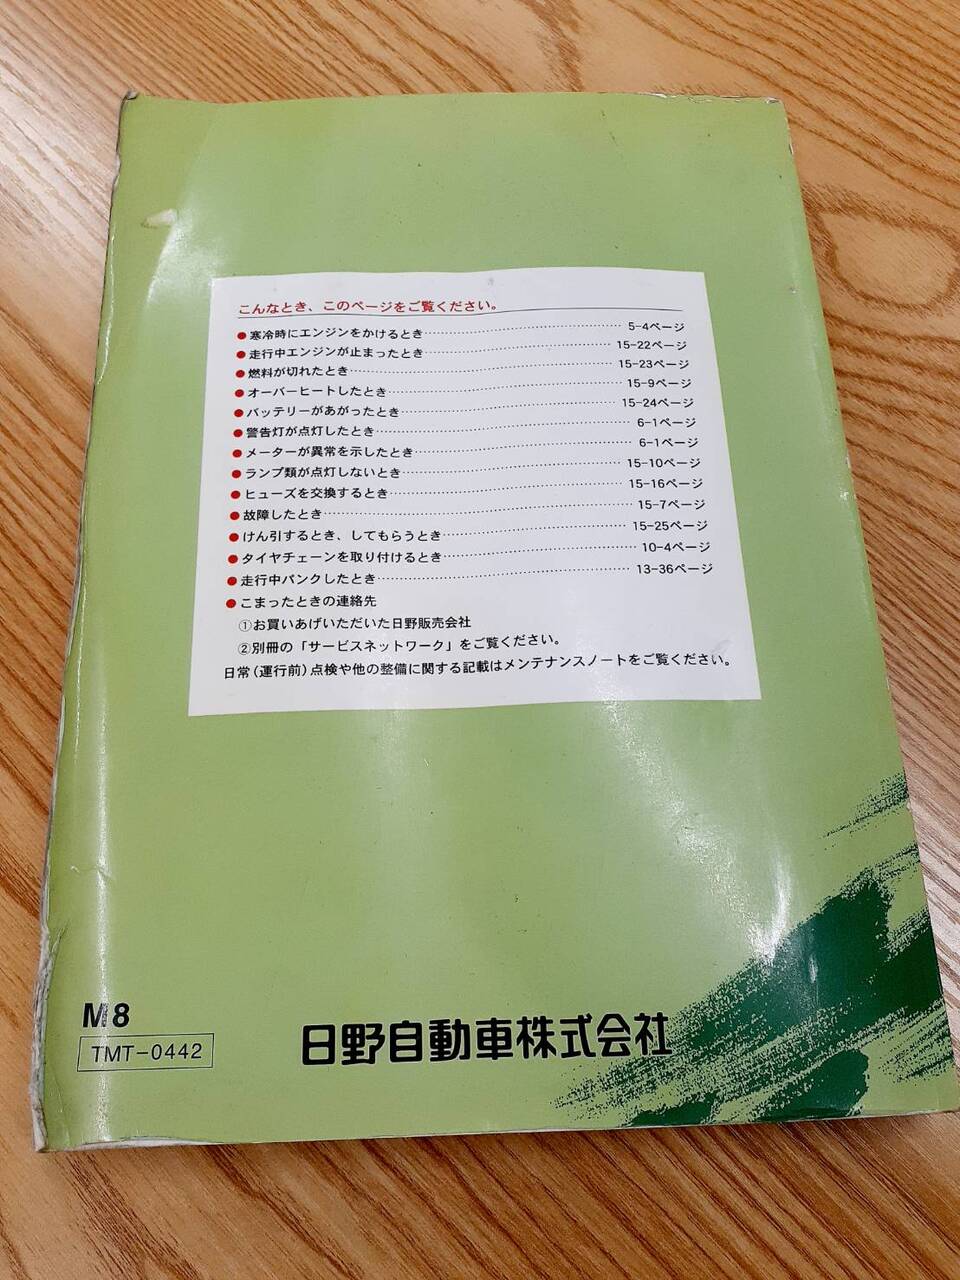 こんなとき、このページをご覧ください。
●寒冷時にエンジンをかけるとき……………5-4ページ
●走行中エンジンが止まったとき……………15-22ページ
●燃料が切れたとき……………15-23ページ
●オーバーヒートしたとき……………15-9ページ
●バッテリーがあがったとき……………15-24ページ
●警告灯が点灯したとき……………6-1ページ
●メーターが異常を示したとき……………6-1ページ
●ランプ類が点灯しないとき……………15-10ページ
●ヒューズを交換するとき……………15-16ページ
●故障したとき……………15-7ページ
●けん引するとき、してもらうとき……………15-25ページ
●タイヤチェーンを取り付けるとき……………10-4ページ
●走行中パンクしたとき……………13-36ページ
●こまったときの連絡先
①お買いあげいただいた日野販売会社
②別冊の「サービスネットワーク」をご覧ください。
日常(運行前)点検や他の整備に関する記載はメンテナンスノートをご覧ください。
M8
TMT-0442
日野自動車株式会社